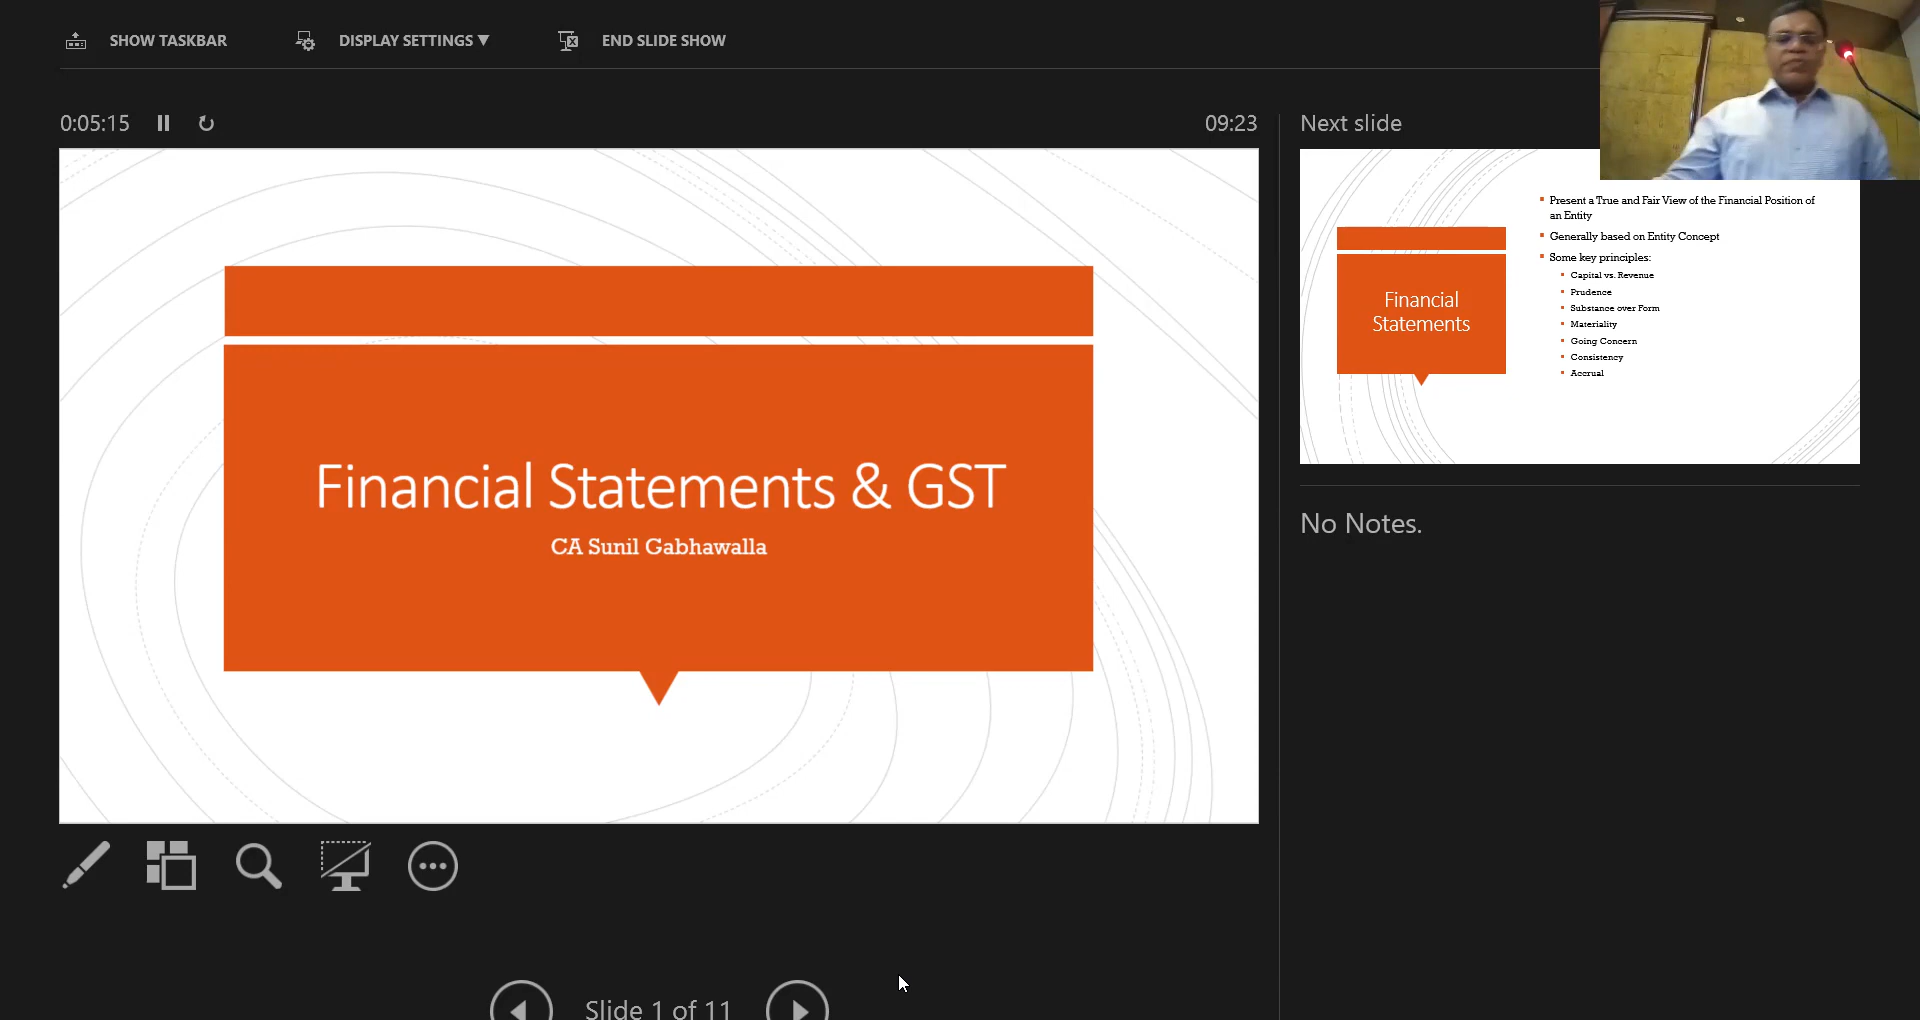 SHOW TASKBAR
DISPLAY SETTINGS ▼
END SLIDE SHOW
0:05:15
09:23
Next slide
Financial Statements & GST
CA Sunil Gabhawalla
Financial
Statements
Present a True and Fair View of the Financial Position of
an Entity
Generally based on Entity Concept
Some key principles:
Capital vs. Revenue
Prudence
Substance over Form
Materiality
Going Concern
Consistency
Accrual
No Notes.
Slide 1 of 11